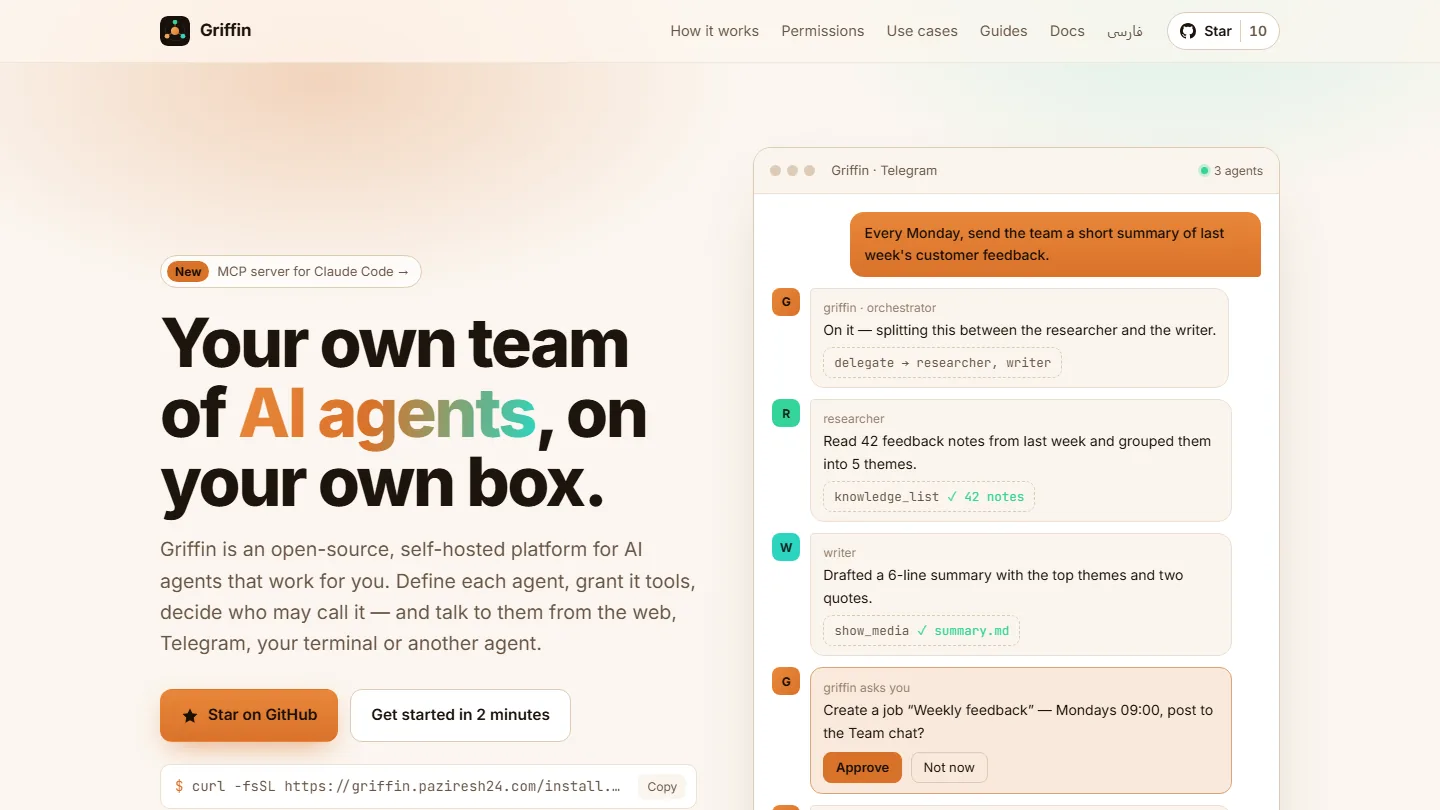 Griffin
How it works
Permissions
Use cases
Guides
Docs
فارسی
Star 10
New MCP server for Claude Code →
Your own team
of AI agents, on
your own box.
Griffin is an open-source, self-hosted platform for AI
agents that work for you. Define each agent, grant it tools,
decide who may call it — and talk to them from the web,
Telegram, your terminal or another agent.
Star on GitHub
Get started in 2 minutes
$ curl -fsSL https://griffin.paziresh24.com/install.…
Copy
Griffin · Telegram
3 agents
Every Monday, send the team a short summary of last
week's customer feedback.
G
griffin · orchestrator
On it — splitting this between the researcher and the writer.
delegate → researcher, writer
R
researcher
Read 42 feedback notes from last week and grouped them
into 5 themes.
knowledge_list ✓ 42 notes
W
writer
Drafted a 6-line summary with the top themes and two
quotes.
show_media ✓ summary.md
G
griffin asks you
Create a job “Weekly feedback” — Mondays 09:00, post to
the Team chat?
Approve
Not now